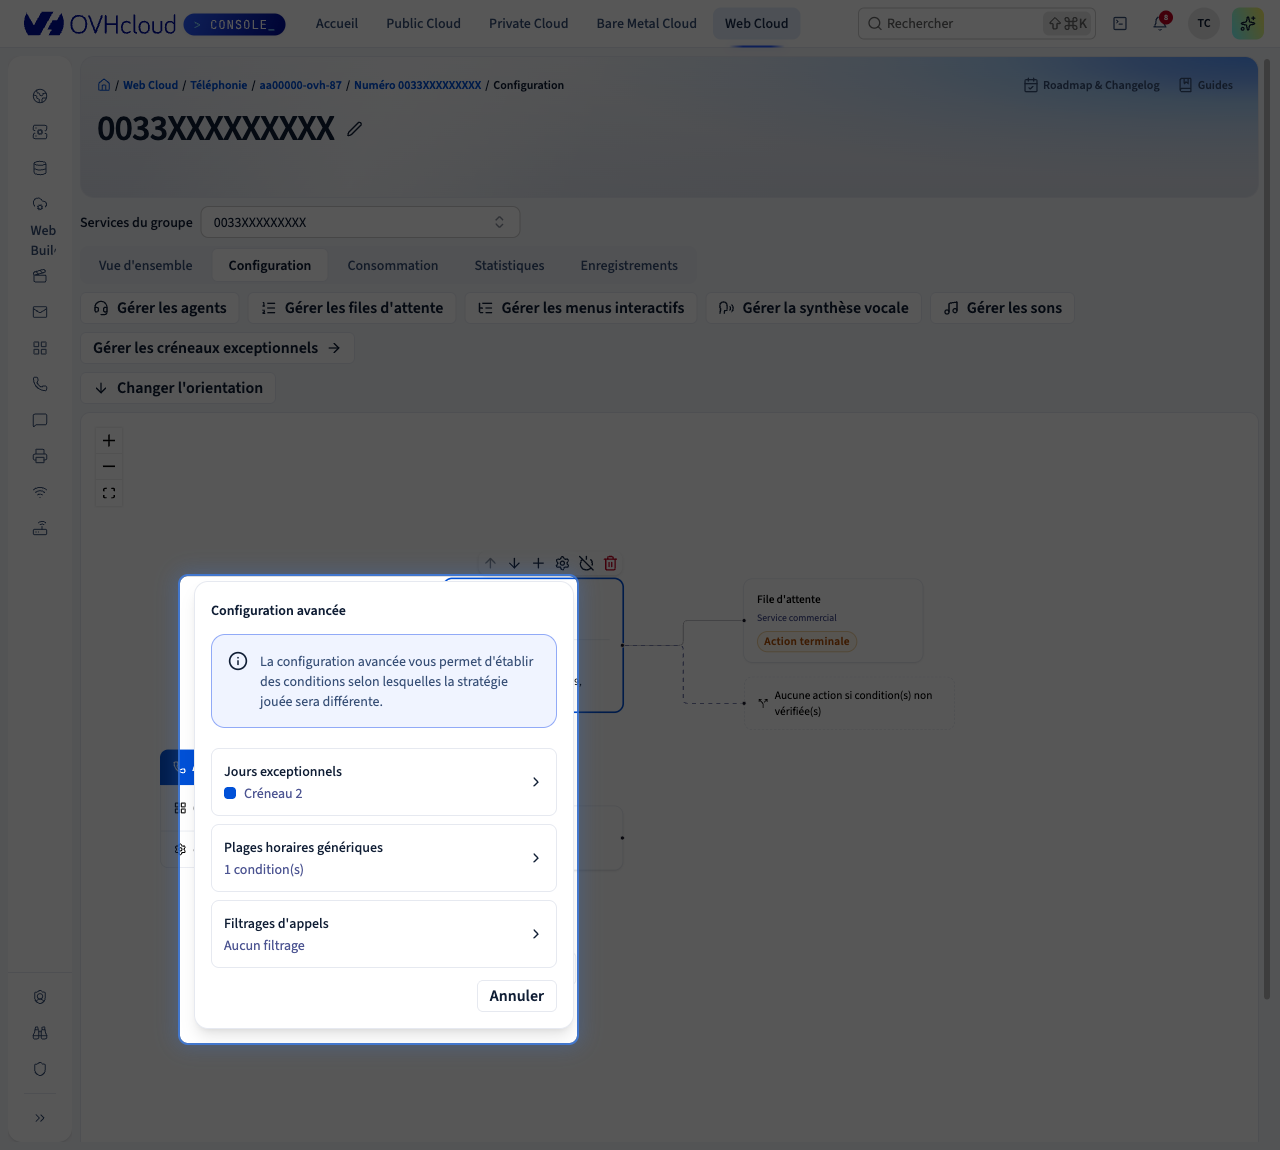 OVHcloud > CONSOLE_ Accueil Public Cloud Private Cloud Bare Metal Cloud Web Cloud Rechercher ⇧⌘K 8 TC
/ Web Cloud / Téléphonie / aa00000-ovh-87 / Numéro 0033XXXXXXXXX / Configuration
Roadmap & Changelog Guides
0033XXXXXXXXX
Services du groupe 0033XXXXXXXXX
Web
Buil
Vue d'ensemble Configuration Consommation Statistiques Enregistrements
Gérer les agents Gérer les files d'attente Gérer les menus interactifs Gérer la synthèse vocale Gérer les sons
Gérer les créneaux exceptionnels →
Changer l'orientation
File d'attente
Service commercial
Action terminale
Aucune action si condition(s) non
vérifiée(s)
Configuration avancée
La configuration avancée vous permet d'établir
des conditions selon lesquelles la stratégie
jouée sera différente.
Jours exceptionnels
Créneau 2
Plages horaires génériques
1 condition(s)
Filtrages d'appels
Aucun filtrage
Annuler